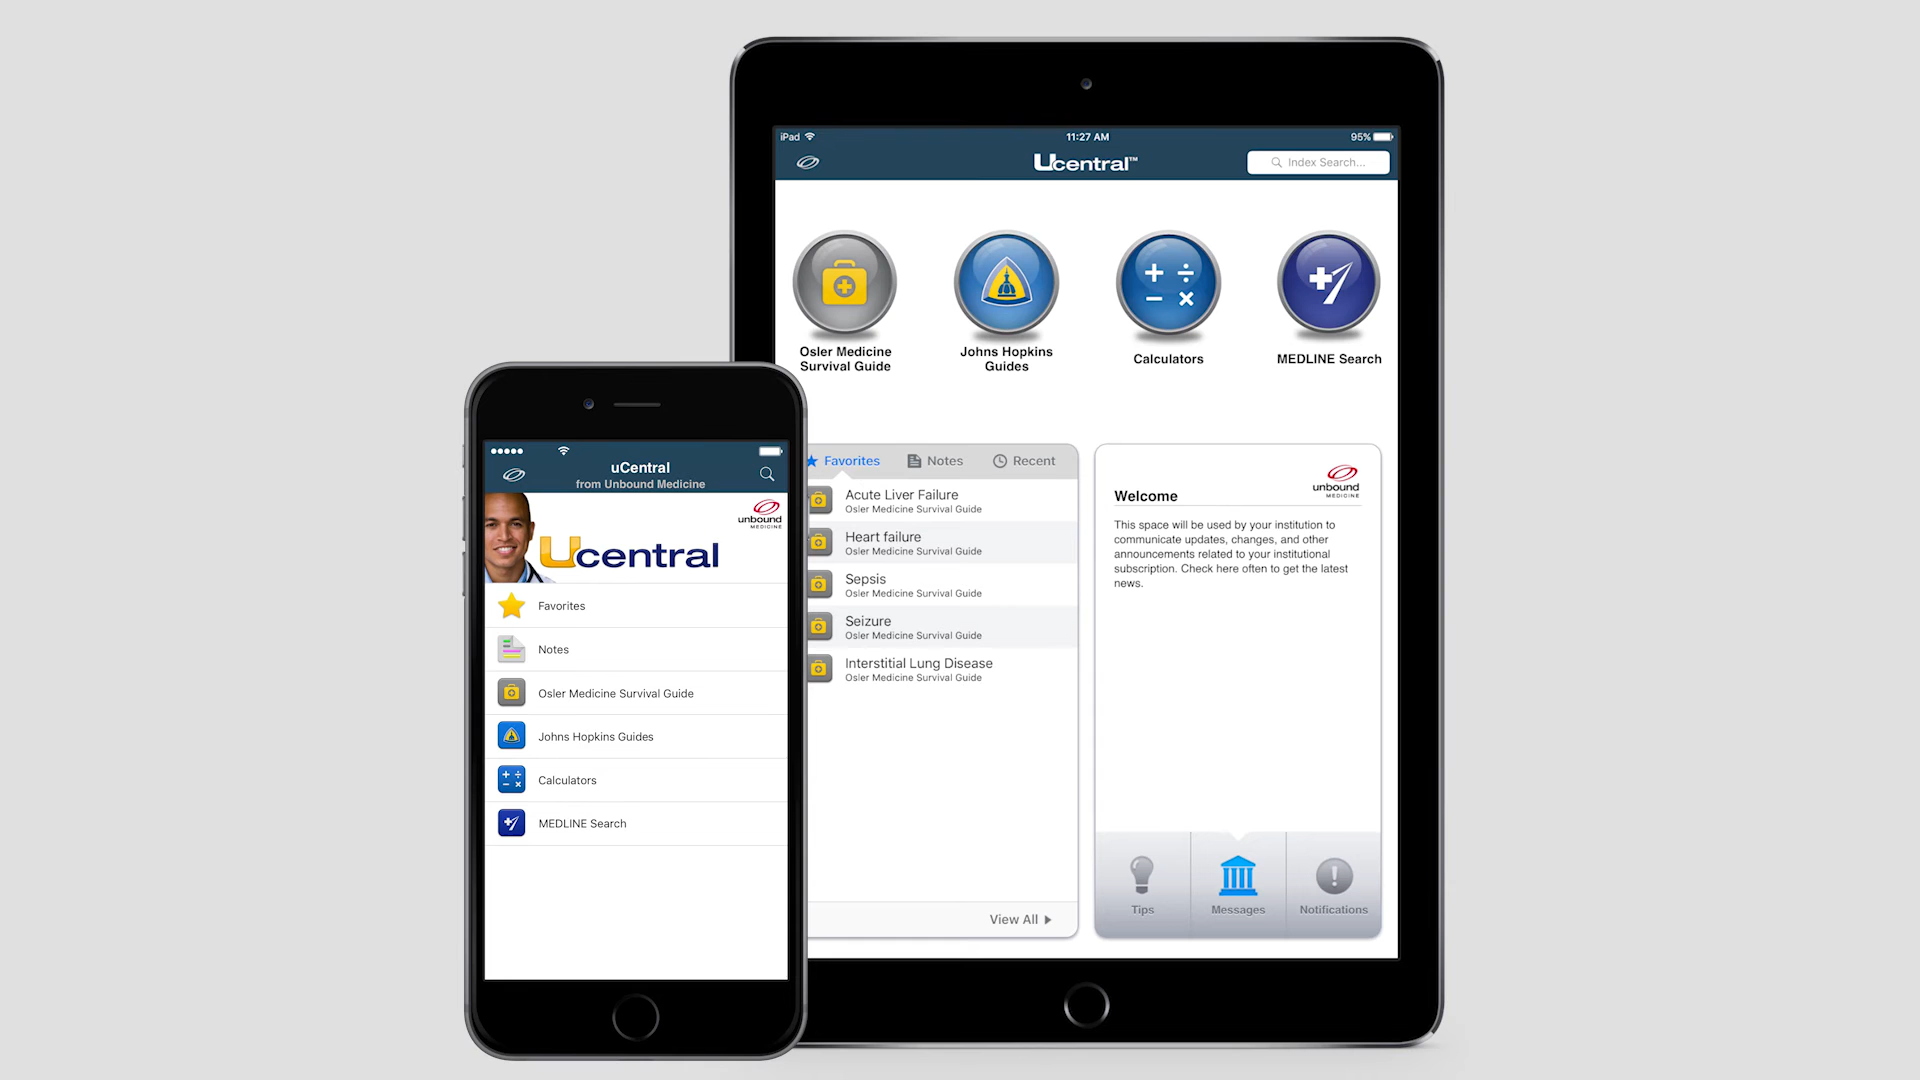 iPad
11:27 AM
95%
Ucentral™
Index Search...
Osler Medicine
Survival Guide
Johns Hopkins
Guides
Calculators
MEDLINE Search
Favorites
Notes
Recent
Acute Liver Failure
Osler Medicine Survival Guide
Heart failure
Osler Medicine Survival Guide
Sepsis
Osler Medicine Survival Guide
Seizure
Osler Medicine Survival Guide
Interstitial Lung Disease
Osler Medicine Survival Guide
View All
unbound
MEDICINE
Welcome
This space will be used by your institution to
communicate updates, changes, and other
announcements related to your institutional
subscription. Check here often to get the latest
news.
Tips
Messages
Notifications
uCentral
from Unbound Medicine
unbound
MEDICINE
Ucentral
Favorites
Notes
Osler Medicine Survival Guide
Johns Hopkins Guides
Calculators
MEDLINE Search